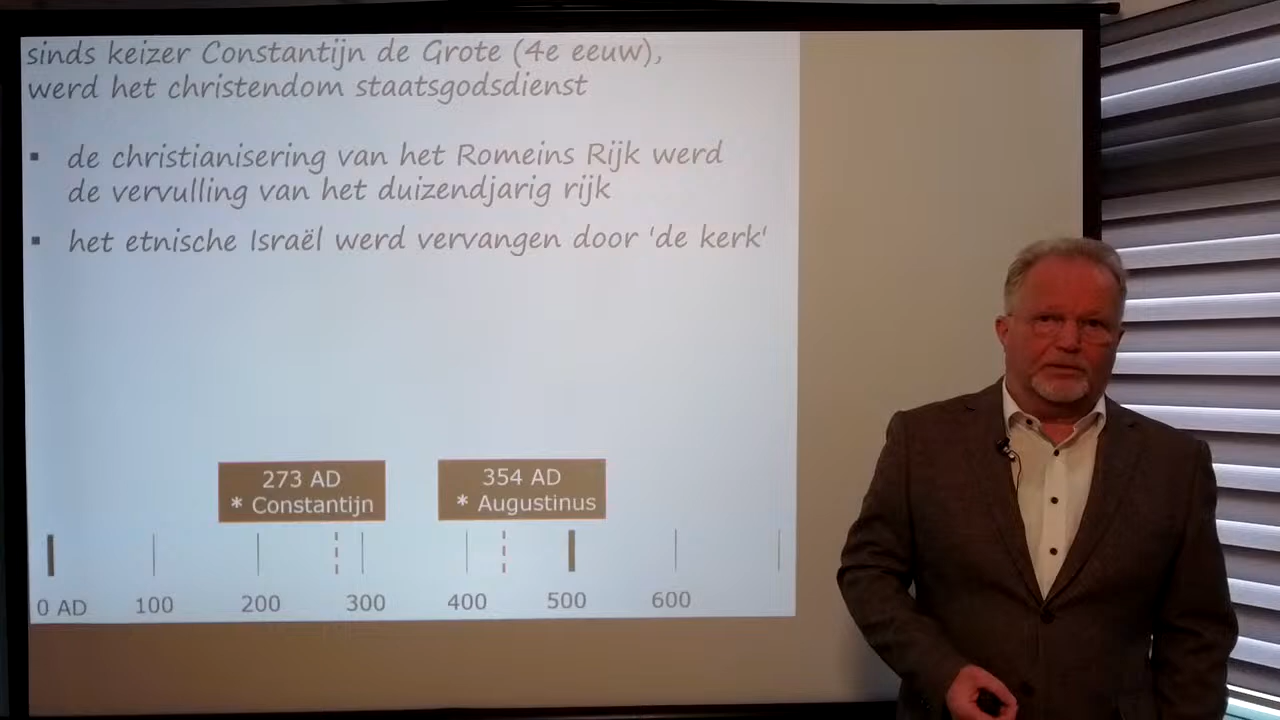 sinds keizer Constantijn de Grote (4e eeuw),
werd het christendom staatsgodsdienst
▪ de christianisering van het Romeins Rijk werd
de vervulling van het duizendjarig rijk
▪ het etnische Israël werd vervangen door 'de kerk'
273 AD
* Constantijn
354 AD
* Augustinus
0 AD 100 200 300 400 500 600